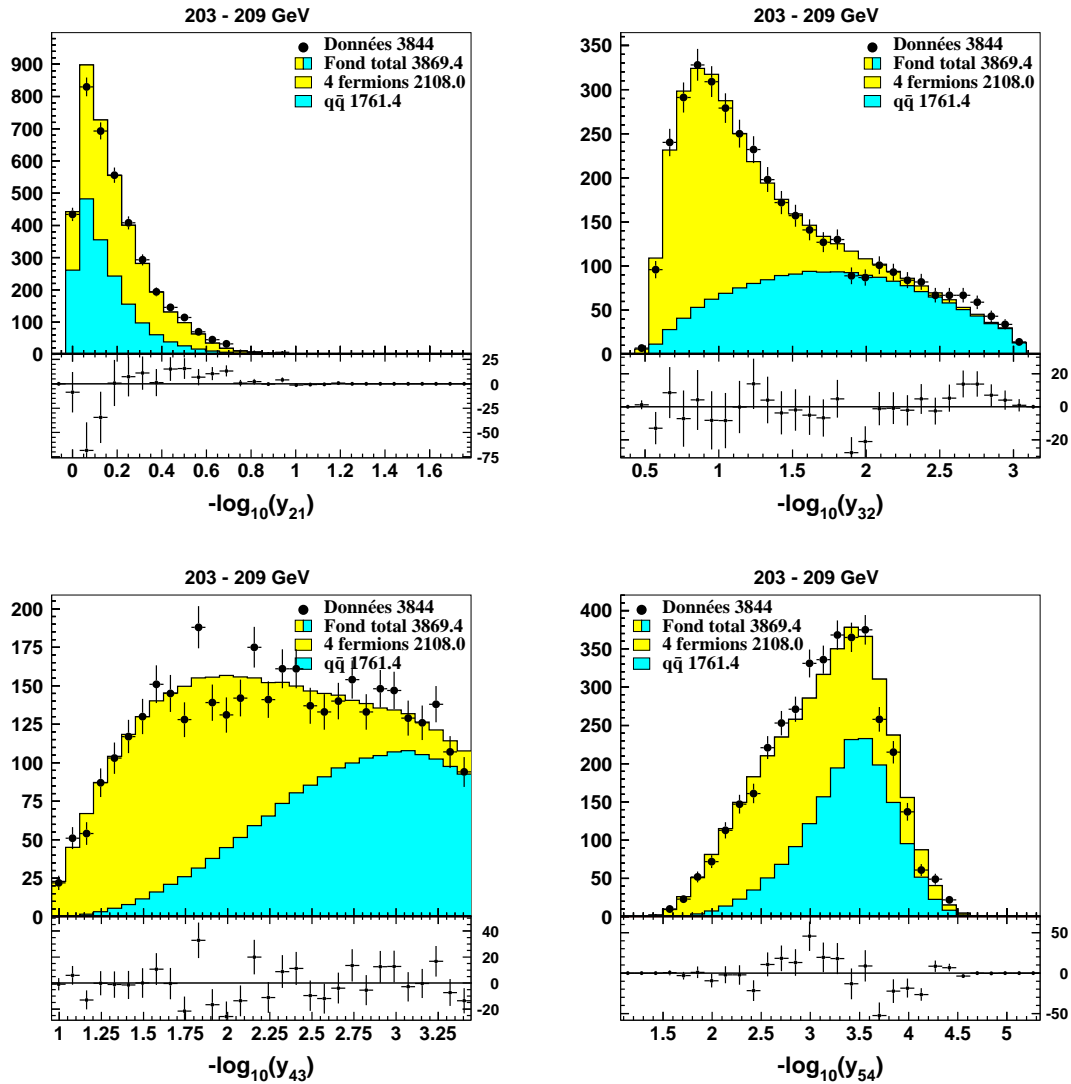 203 - 209 GeV
Données 3844
Fond total 3869.4
4 fermions 2108.0
qq̄ 1761.4
900
800
700
600
500
400
300
200
100
0
25
0
-25
-50
-75
0 0.2 0.4 0.6 0.8 1 1.2 1.4 1.6
-log10(y21)
203 - 209 GeV
Données 3844
Fond total 3869.4
4 fermions 2108.0
qq̄ 1761.4
350
300
250
200
150
100
50
0
20
0
-20
0.5 1 1.5 2 2.5 3
-log10(y32)
203 - 209 GeV
Données 3844
Fond total 3869.4
4 fermions 2108.0
qq̄ 1761.4
200
175
150
125
100
75
50
25
0
40
20
0
-20
1 1.25 1.5 1.75 2 2.25 2.5 2.75 3 3.25
-log10(y43)
203 - 209 GeV
Données 3844
Fond total 3869.4
4 fermions 2108.0
qq̄ 1761.4
400
350
300
250
200
150
100
50
0
50
0
-50
1.5 2 2.5 3 3.5 4 4.5 5
-log10(y54)